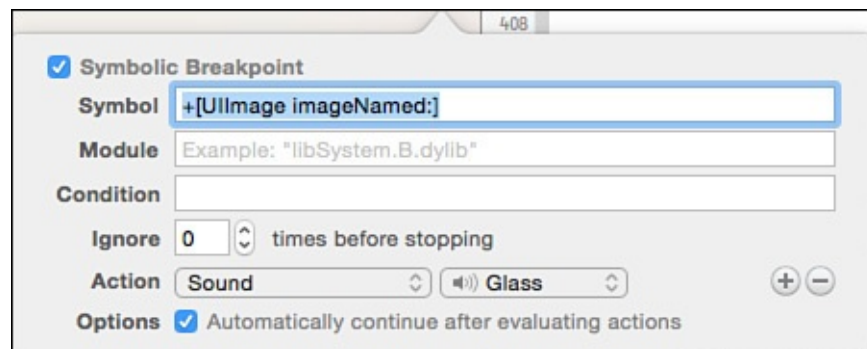 408
Symbolic Breakpoint
Symbol +[UIImage imageNamed:]
Module Example: "libSystem.B.dylib"
Condition
Ignore 0 times before stopping
Action Sound Glass
Options Automatically continue after evaluating actions